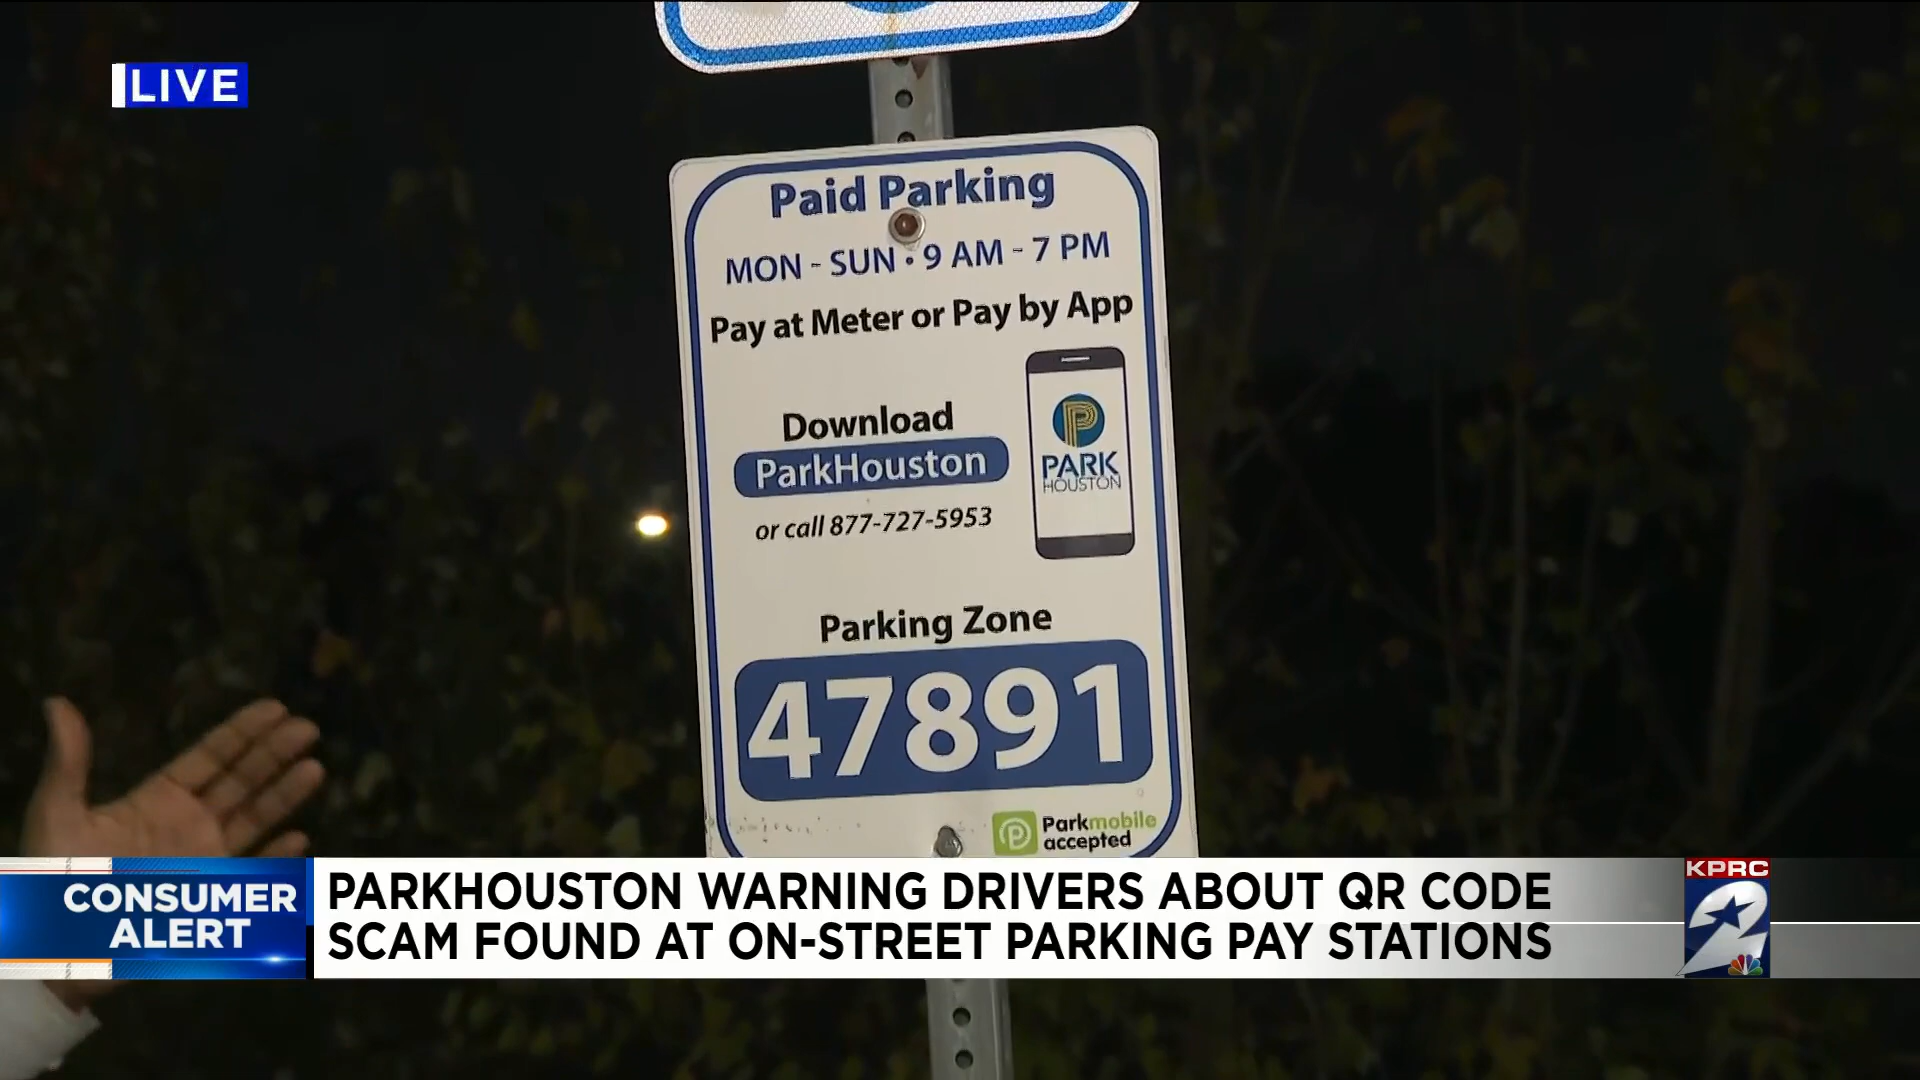 LIVE
Paid Parking
MON - SUN • 9 AM - 7 PM
Pay at Meter or Pay by App
Download
ParkHouston
or call 877-727-5953
P
PARK
HOUSTON
Parking Zone
47891
P
Parkmobile
accepted
CONSUMER
ALERT
PARKHOUSTON WARNING DRIVERS ABOUT QR CODE
SCAM FOUND AT ON-STREET PARKING PAY STATIONS
KPRC
2